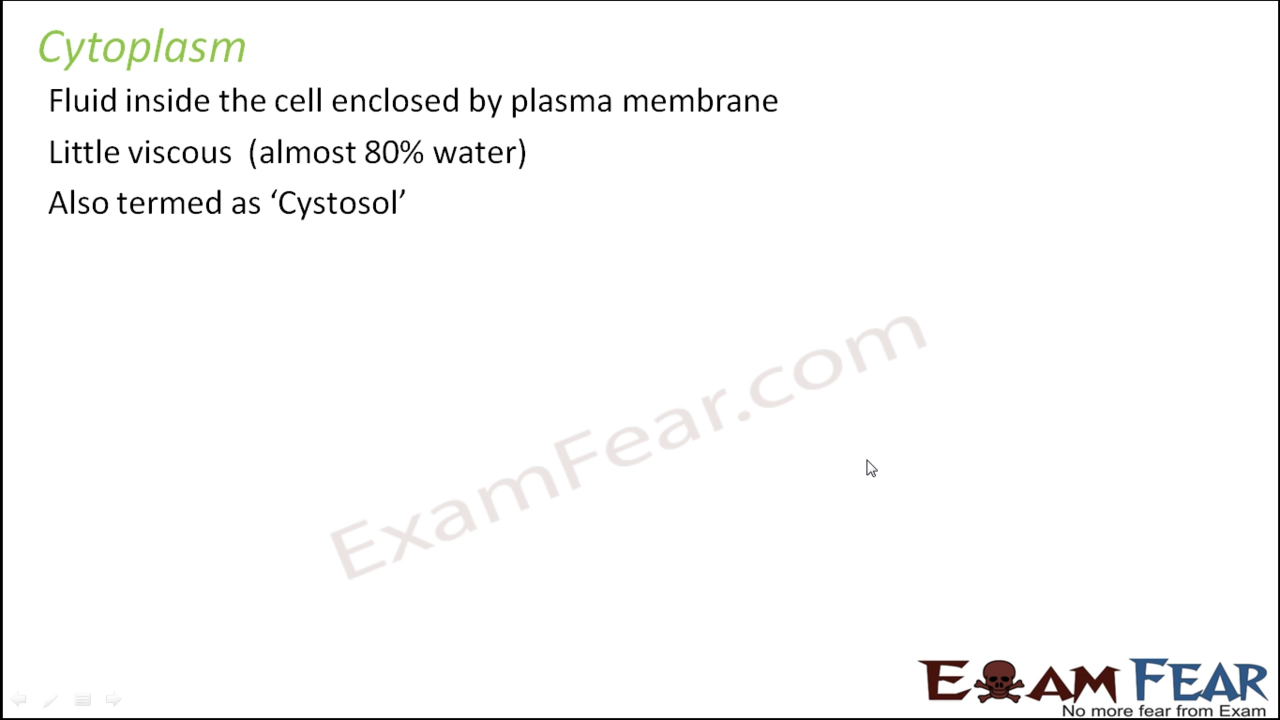 Cytoplasm
Fluid inside the cell enclosed by plasma membrane
Little viscous (almost 80% water)
Also termed as ‘Cystosol’
ExamFear.com
EXAM FEAR
No more fear from Exam